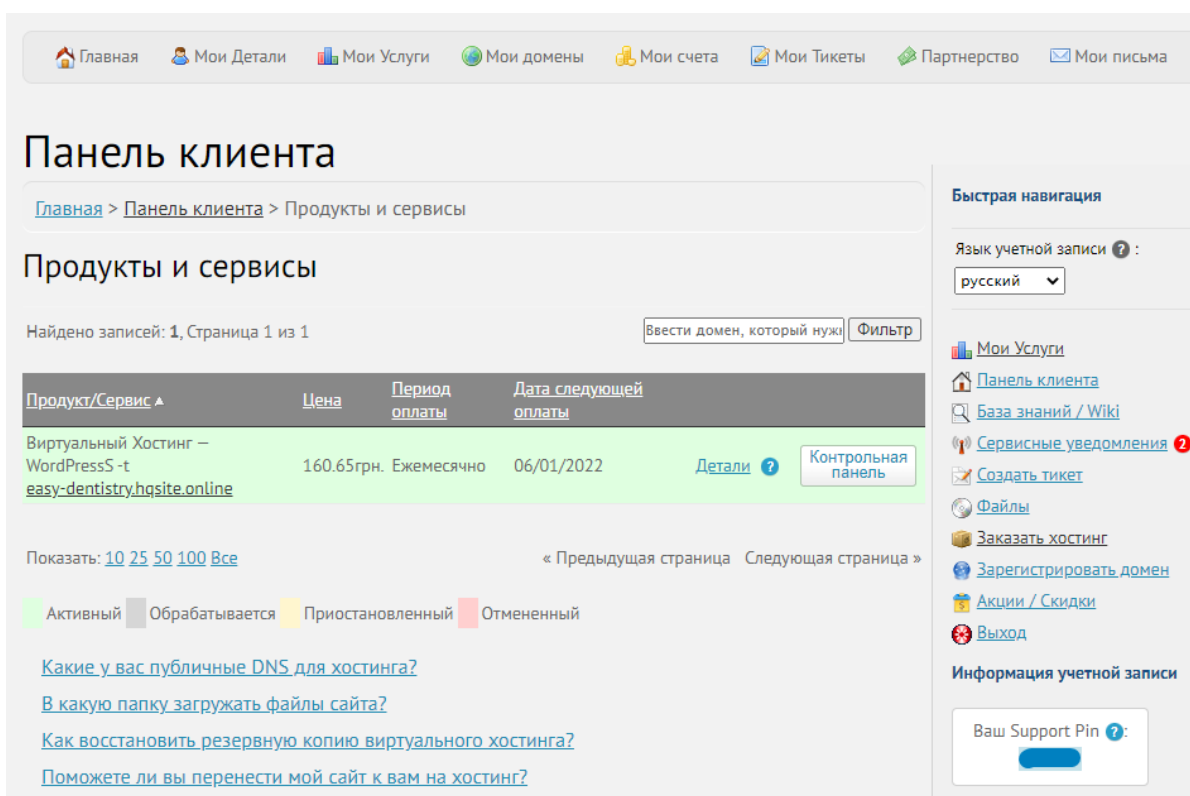 Главная Мои Детали Мои Услуги Мои домены Мои счета Мои Тикеты Партнерство Мои письма
Панель клиента
Главная > Панель клиента > Продукты и сервисы
Продукты и сервисы
Найдено записей: 1, Страница 1 из 1
Ввести домен, который нуж Фильтр
Продукт/Сервис ▲ Цена Период оплаты Дата следующей оплаты
Виртуальный Хостинг —
WordPressS -t
easy-dentistry.hqsite.online
160.65грн. Ежемесячно 06/01/2022 Детали ? Контрольная панель
Показать: 10 25 50 100 Все « Предыдущая страница Следующая страница »
Активный Обрабатывается Приостановленный Отмененный
Какие у вас публичные DNS для хостинга?
В какую папку загружать файлы сайта?
Как восстановить резервную копию виртуального хостинга?
Поможете ли вы перенести мой сайт к вам на хостинг?
Быстрая навигация
Язык учетной записи ? :
русский
Мои Услуги
Панель клиента
База знаний / Wiki
Сервисные уведомления 2
Создать тикет
Файлы
Заказать хостинг
Зарегистрировать домен
Акции / Скидки
Выход
Информация учетной записи
Ваш Support Pin ?: